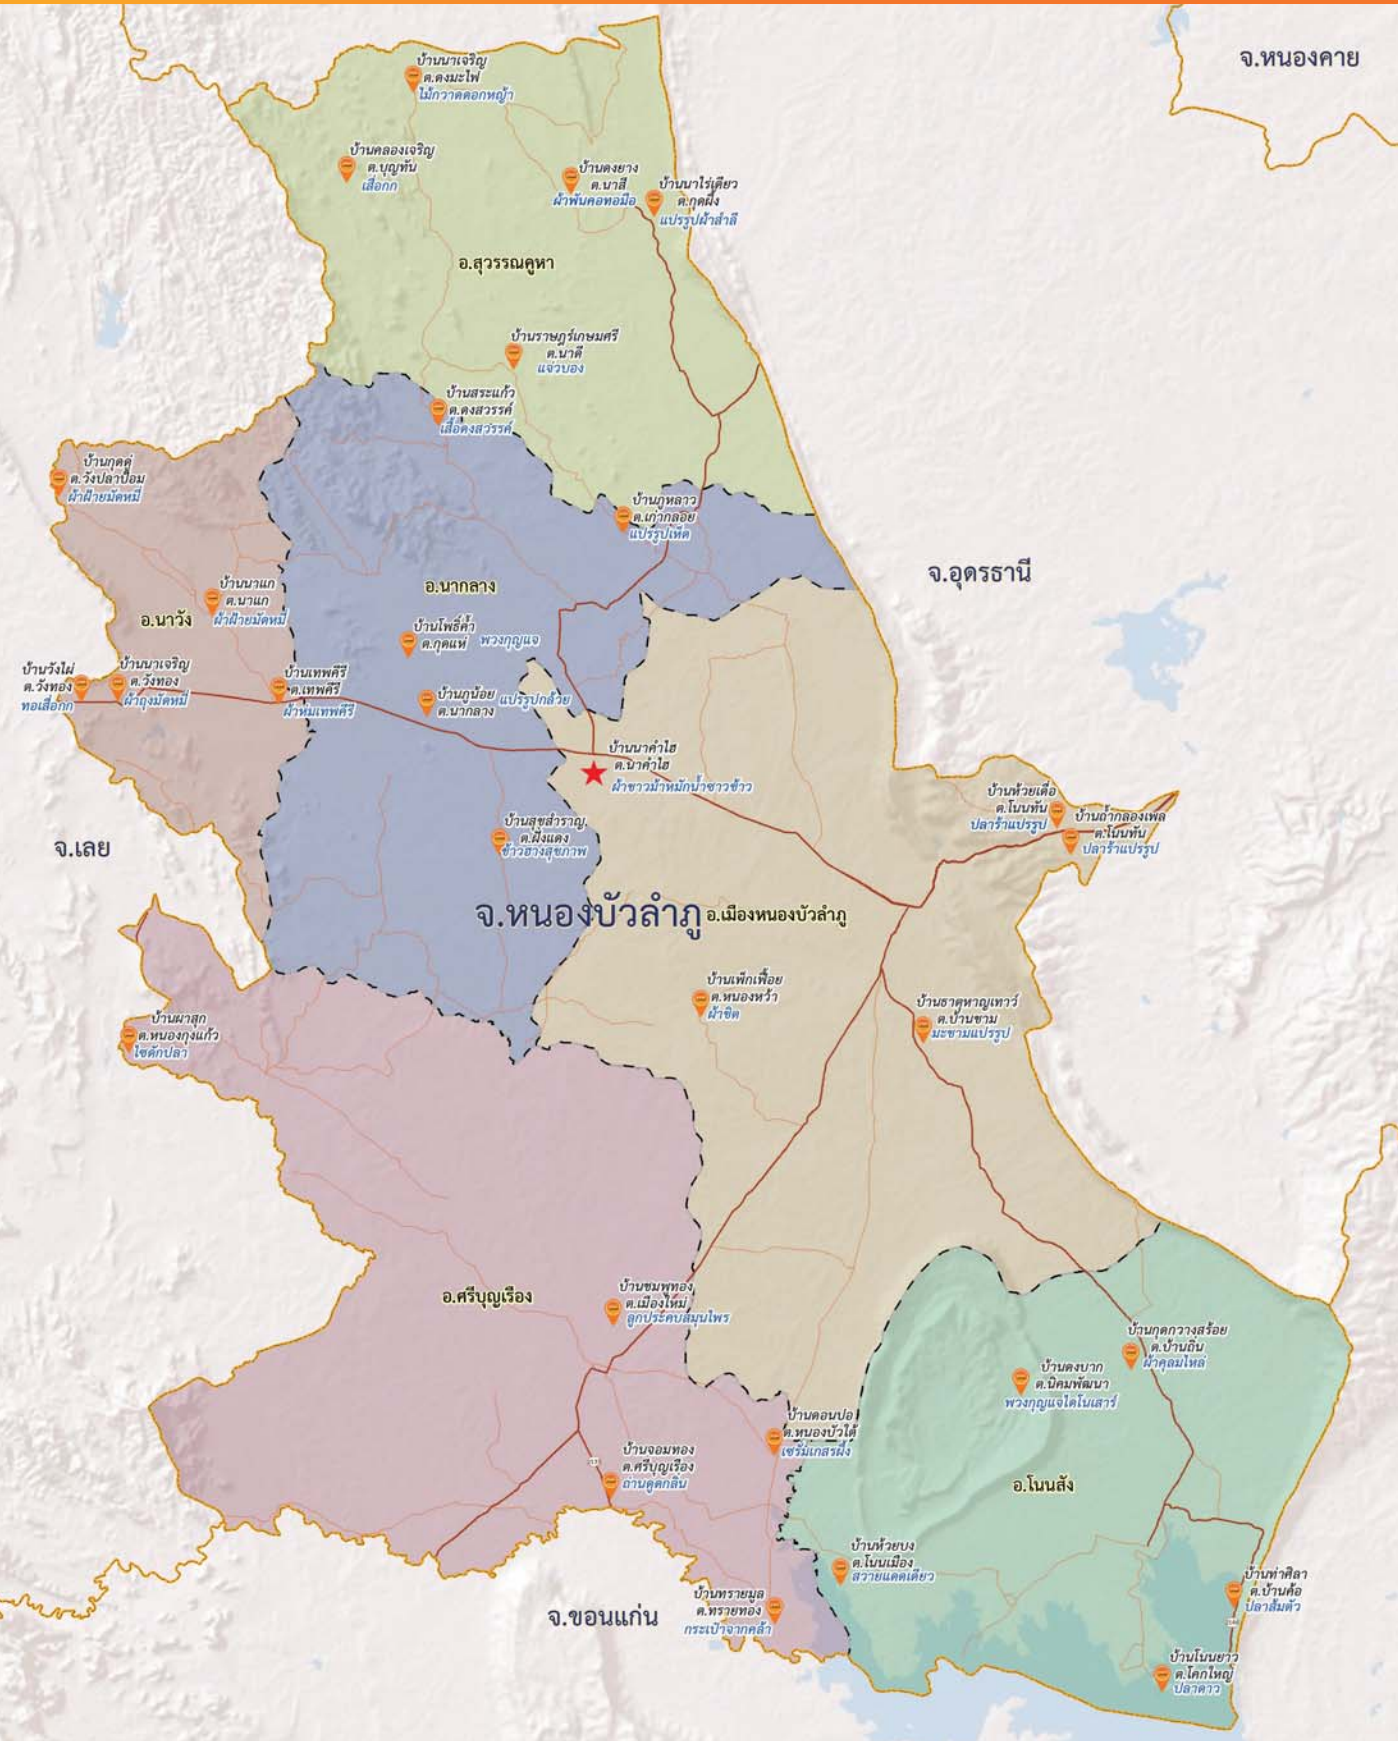 จ.หนองคาย
บ้านนาเจริญ
ต.ดงมะไฟ
ไม้กวาดดอกหญ้า
บ้านคลองเจริญ
ต.บุญทัน
เสื่อกก
บ้านดงยาง
ต.นาสี
ผ้าพันคอทอมือ
บ้านนาไร่เดียว
ต.กุดผึ้ง
แปรรูปผ้าสำลี
อ.สุวรรณคูหา
บ้านราษฎร์เกษมศรี
ต.นาดี
แจ่วบอง
บ้านสระแก้ว
ต.ดงสวรรค์
เสื้อดงสวรรค์
บ้านกุดดู่
ต.วังปลาป้อม
ผ้าฝ้ายมัดหมี่
บ้านภูหลาว
ต.เก่ากลอย
แปรรูปเห็ด
จ.อุดรธานี
อ.นากลาง
บ้านนาแก
ต.นาแก
ผ้าฝ้ายมัดหมี่
อ.นาวัง
บ้านโพธิ์ค้ำ
ต.กุดแห่
พวงกุญแจ
บ้านวังไผ่
ต.วังทอง
ทอเสื่อกก
บ้านนาเจริญ
ต.วังทอง
ผ้าถุงมัดหมี่
บ้านเทพคีรี
ต.เทพคีรี
ผ้าห่มเทพคีรี
บ้านภูน้อย
ต.นากลาง
แปรรูปกล้วย
บ้านนาคำไฮ
ต.นาคำไฮ
ผ้าขาวม้าหมักน้ำซาวข้าว
บ้านห้วยเดื่อ
ต.โนนทัน
ปลาร้าแปรรูป
บ้านถ้ำกลองเพล
ต.โนนทัน
ปลาร้าแปรรูป
บ้านสุขสำราญ
ต.ฝั่งแดง
ข้าวฮางสุขภาพ
จ.เลย
จ.หนองบัวลำภู
อ.เมืองหนองบัวลำภู
บ้านเพ็กเฟื้อย
ต.หนองหว้า
ผ้าขิด
บ้านธาตุหาญเทาว์
ต.บ้านขาม
มะขามแปรรูป
บ้านผาสุก
ต.หนองกุงแก้ว
ไซดักปลา
อ.ศรีบุญเรือง
บ้านชมพูทอง
ต.เมืองใหม่
ลูกประคบสมุนไพร
บ้านกุดกวางสร้อย
ต.บ้านถิ่น
ผ้าคลุมไหล่
บ้านดงบาก
ต.นิคมพัฒนา
พวงกุญแจไดโนเสาร์
บ้านดอนปอ
ต.หนองบัวใต้
เซรั่มเกสรผึ้ง
บ้านจอมทอง
ต.ศรีบุญเรือง
ถ่านดูดกลิ่น
อ.โนนสัง
บ้านห้วยบง
ต.โนนเมือง
สวายแดดเดียว
บ้านท่าศิลา
ต.บ้านค้อ
ปลาส้มตัว
บ้านทรายมูล
ต.ทรายทอง
กระเป๋าจากคล้า
จ.ขอนแก่น
บ้านโนนยาว
ต.โคกใหญ่
ปลาดาว